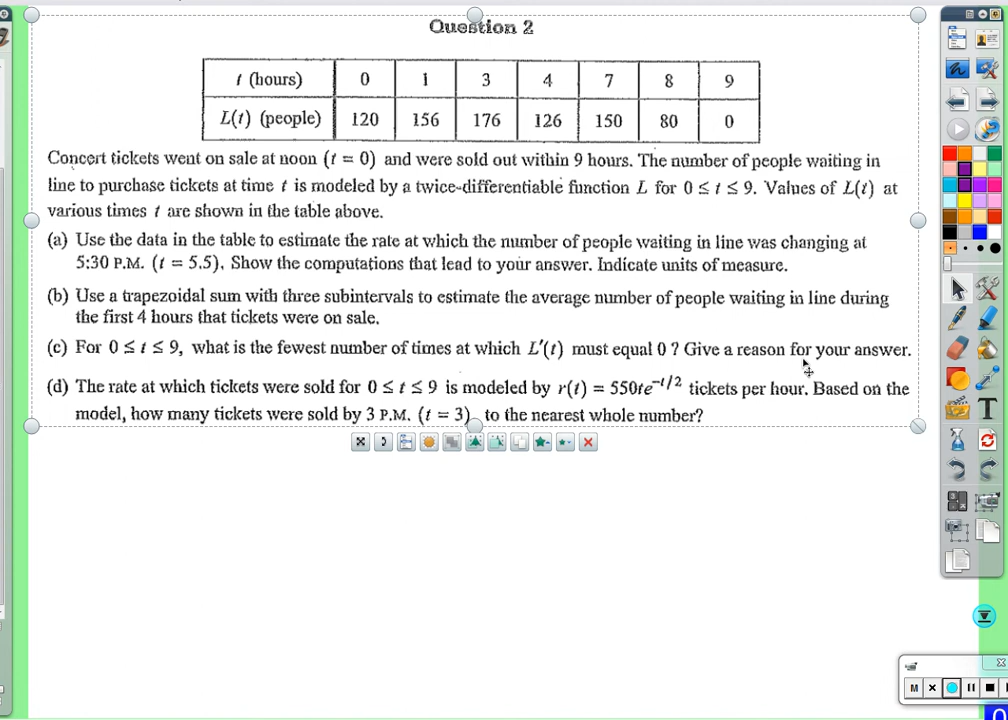 Question 2
t (hours) 0 1 3 4 7 8 9
L(t) (people) 120 156 176 126 150 80 0
Concert tickets went on sale at noon (t = 0) and were sold out within 9 hours. The number of people waiting in
line to purchase tickets at time t is modeled by a twice-differentiable function L for 0 ≤ t ≤ 9. Values of L(t) at
various times t are shown in the table above.
(a) Use the data in the table to estimate the rate at which the number of people waiting in line was changing at
5:30 P.M. (t = 5.5). Show the computations that lead to your answer. Indicate units of measure.
(b) Use a trapezoidal sum with three subintervals to estimate the average number of people waiting in line during
the first 4 hours that tickets were on sale.
(c) For 0 ≤ t ≤ 9, what is the fewest number of times at which L′(t) must equal 0 ? Give a reason for your answer.
(d) The rate at which tickets were sold for 0 ≤ t ≤ 9 is modeled by r(t) = 550te^{-t/2} tickets per hour. Based on the
model, how many tickets were sold by 3 P.M. (t = 3) to the nearest whole number?
T
M